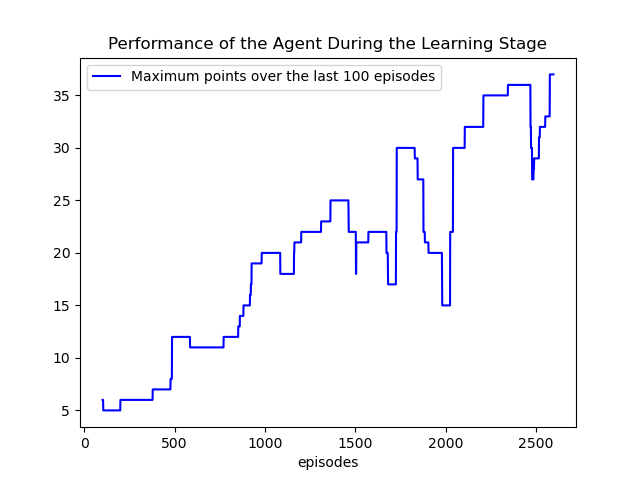 Performance of the Agent During the Learning Stage
Maximum points over the last 100 episodes
35
30
25
20
15
10
5
0 500 1000 1500 2000 2500
episodes